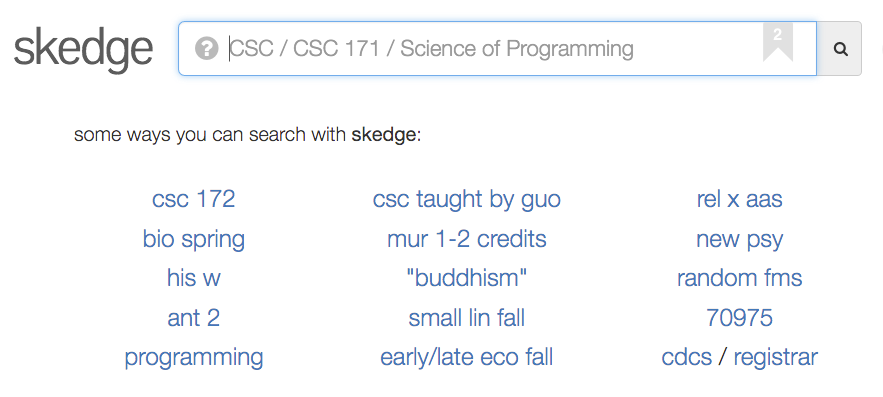 skedge
? CSC / CSC 171 / Science of Programming 2
some ways you can search with skedge:
csc 172 csc taught by guo rel x aas
bio spring mur 1-2 credits new psy
his w "buddhism" random fms
ant 2 small lin fall 70975
programming early/late eco fall cdcs / registrar